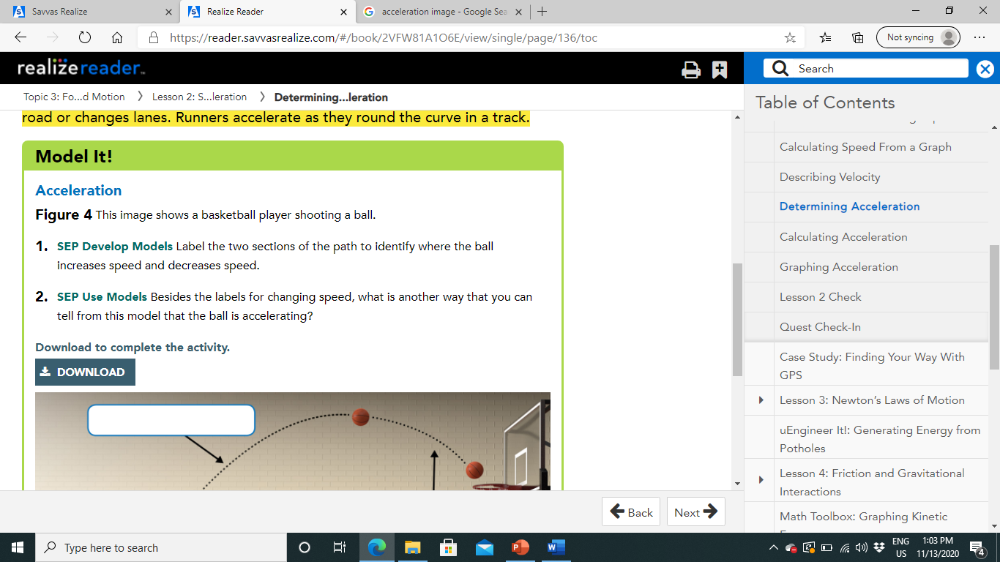 Savvas Realize
Realize Reader
acceleration image - Google Sea
https://reader.savvasrealize.com/#/book/2VFW81A1O6E/view/single/page/136/toc
Not syncing
realizereader™
Search
Topic 3: Fo...d Motion
Lesson 2: S...leration
Determining...leration
Table of Contents
road or changes lanes. Runners accelerate as they round the curve in a track.
Model It!
Acceleration
Figure 4 This image shows a basketball player shooting a ball.
1. SEP Develop Models Label the two sections of the path to identify where the ball
increases speed and decreases speed.
2. SEP Use Models Besides the labels for changing speed, what is another way that you can
tell from this model that the ball is accelerating?
Download to complete the activity.
DOWNLOAD
Calculating Speed From a Graph
Describing Velocity
Determining Acceleration
Calculating Acceleration
Graphing Acceleration
Lesson 2 Check
Quest Check-In
Case Study: Finding Your Way With
GPS
Lesson 3: Newton's Laws of Motion
uEngineer It!: Generating Energy from
Potholes
Lesson 4: Friction and Gravitational
Interactions
Math Toolbox: Graphing Kinetic
Back
Next
Type here to search
ENG
US
1:03 PM
11/13/2020
4